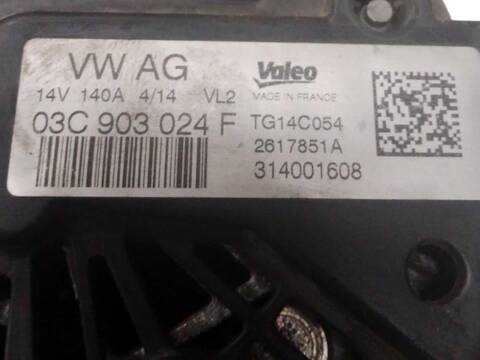 VW AG
14V 140A 4/14 VL2
03C 903 024 F
Valeo
MADE IN FRANCE
TG14C054
2617851A
314001608